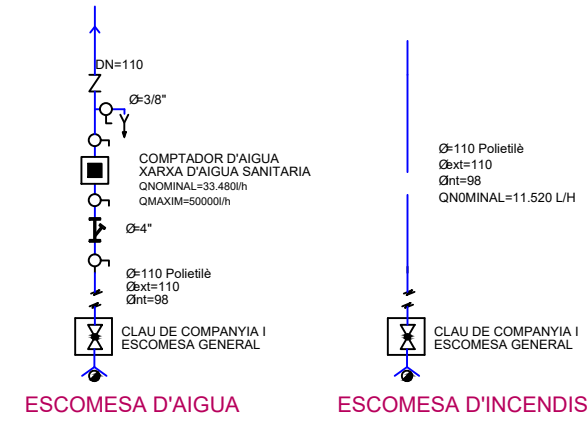 DN=110
Ø=3/8"
COMPTADOR D'AIGUA
XARXA D'AIGUA SANITARIA
QNOMINAL=33.480l/h
QMAXIM=50000l/h
Ø=4"
Ø=110 Polietilè
Øext=110
Øint=98
CLAU DE COMPANYIA I
ESCOMESA GENERAL
ESCOMESA D'AIGUA
Ø=110 Polietilè
Øext=110
Øint=98
QN0MINAL=11.520 L/H
CLAU DE COMPANYIA I
ESCOMESA GENERAL
ESCOMESA D'INCENDIS